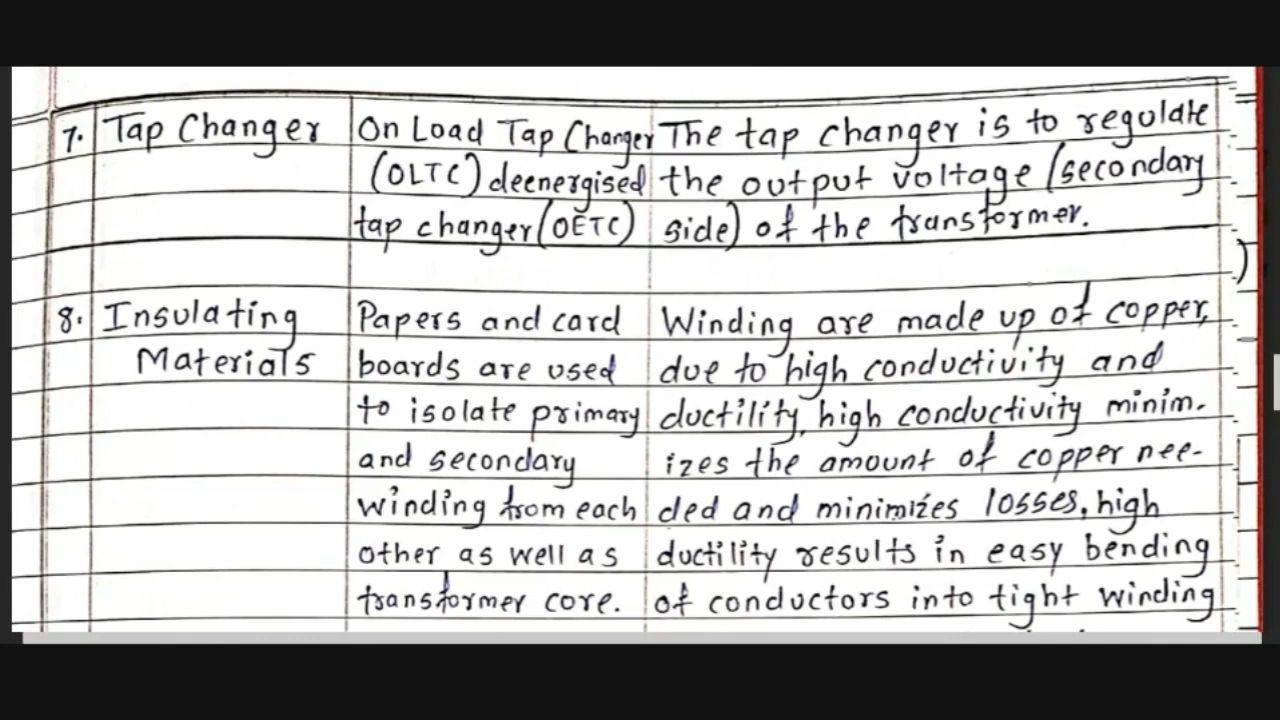 7. Tap Changer
On Load Tap Changer
(OLTC) deenergised
tap changer (OETC)
The tap changer is to regulate
the output voltage (secondary
side) of the transformer.
8. Insulating
Materials
Papers and card
boards are used
to isolate primary
and secondary
winding from each
other as well as
transformer core.
Winding are made up of copper,
due to high conductivity and
ductility, high conductivity minim-
izes the amount of copper nee-
ded and minimizes losses, high
ductility results in easy bending
of conductors into tight winding